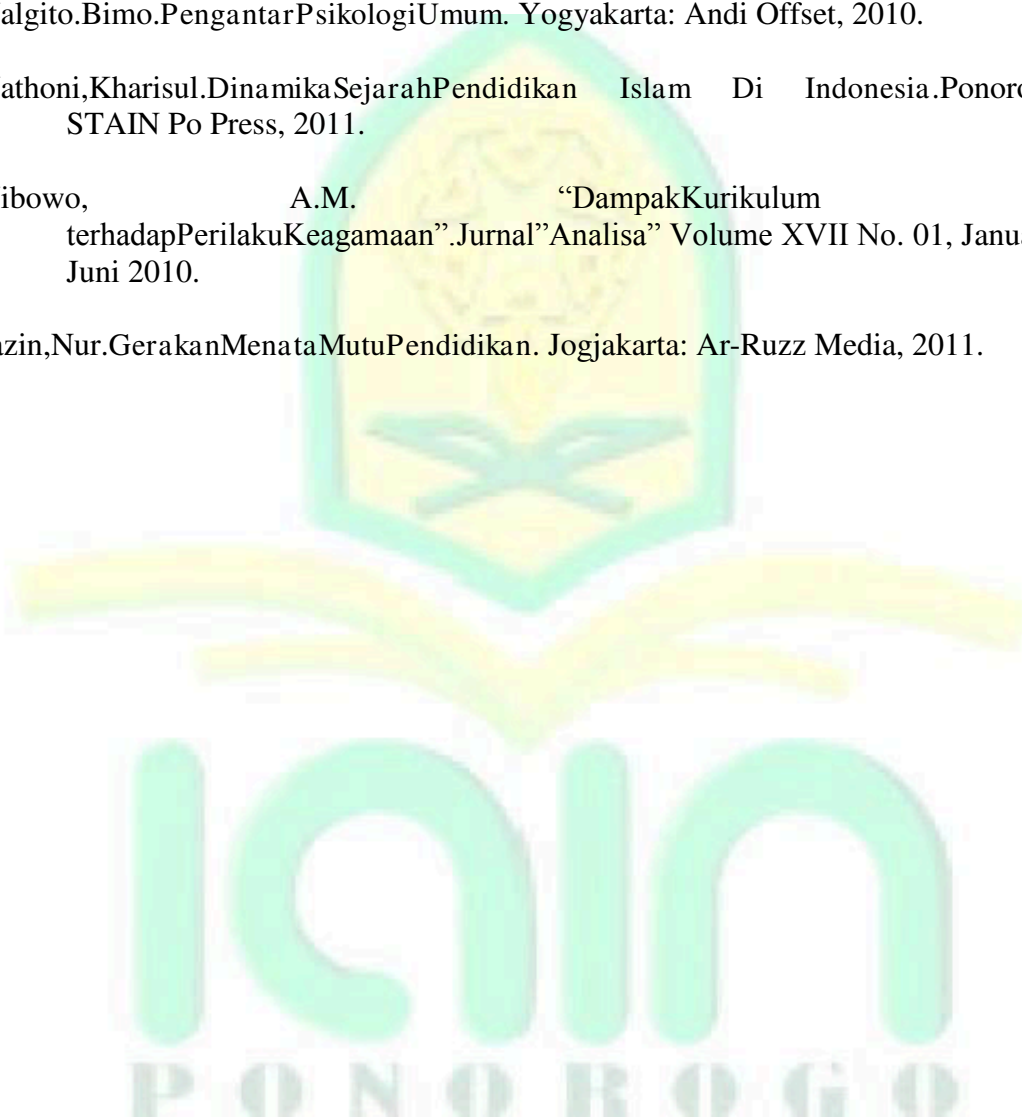 algito.Bimo.PengantarPsikologiUmum. Yogyakarta: Andi Offset, 2010.
athoni,Kharisul.DinamikaSejarahPendidikan Islam Di Indonesia.Ponoro
STAIN Po Press, 2011.
ibowo, A.M. “DampakKurikulum
terhadapPerilakuKeagamaan”.Jurnal”Analisa” Volume XVII No. 01, Janua
Juni 2010.
azin,Nur.GerakanMenataMutuPendidikan. Jogjakarta: Ar-Ruzz Media, 2011.
iain
PONOROGO